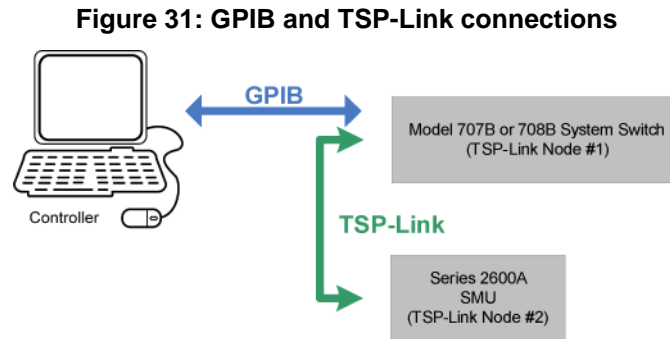 Figure 31: GPIB and TSP-Link connections
GPIB
Model 707B or 708B System Switch
(TSP-Link Node #1)
Controller
TSP-Link
Series 2600A
SMU
(TSP-Link Node #2)